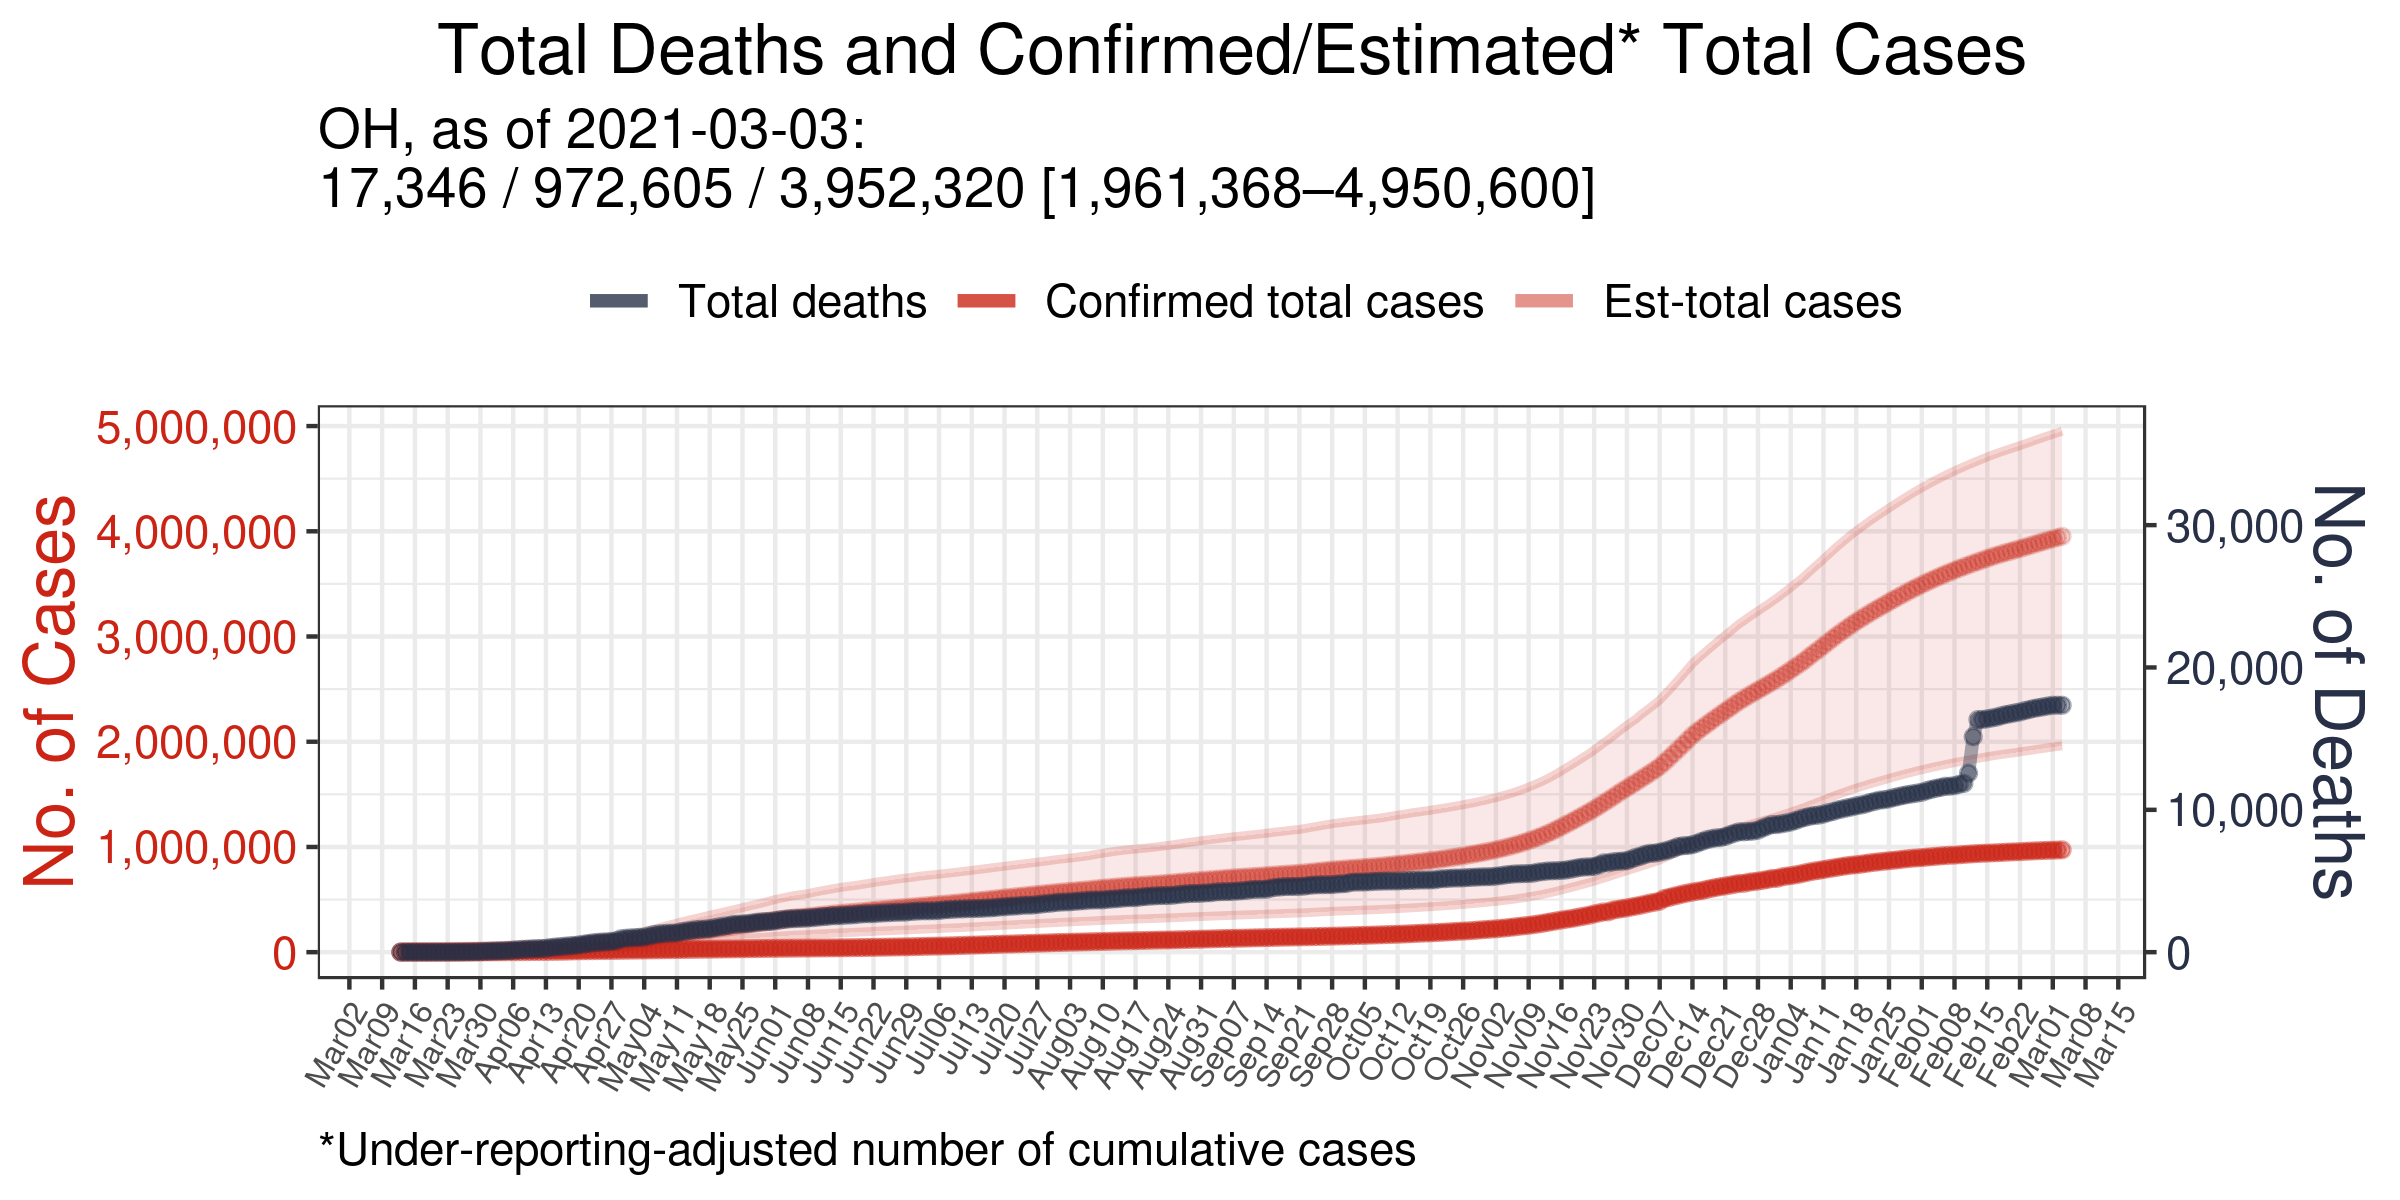 Total Deaths and Confirmed/Estimated* Total Cases
OH, as of 2021-03-03:
17,346 / 972,605 / 3,952,320 [1,961,368–4,950,600]
Total deaths
Confirmed total cases
Est-total cases
No. of Cases
5,000,000
4,000,000
3,000,000
2,000,000
1,000,000
0
30,000
20,000
10,000
0
No. of Deaths
Mar02
Mar09
Mar16
Mar23
Mar30
Apr06
Apr13
Apr20
Apr27
May04
May11
May18
May25
Jun01
Jun08
Jun15
Jun22
Jun29
Jul06
Jul13
Jul20
Jul27
Aug03
Aug10
Aug17
Aug24
Aug31
Sep07
Sep14
Sep21
Sep28
Oct05
Oct12
Oct19
Oct26
Nov02
Nov09
Nov16
Nov23
Nov30
Dec07
Dec14
Dec21
Dec28
Jan04
Jan11
Jan18
Jan25
Feb01
Feb08
Feb15
Feb22
Mar01
Mar08
Mar15
*Under-reporting-adjusted number of cumulative cases